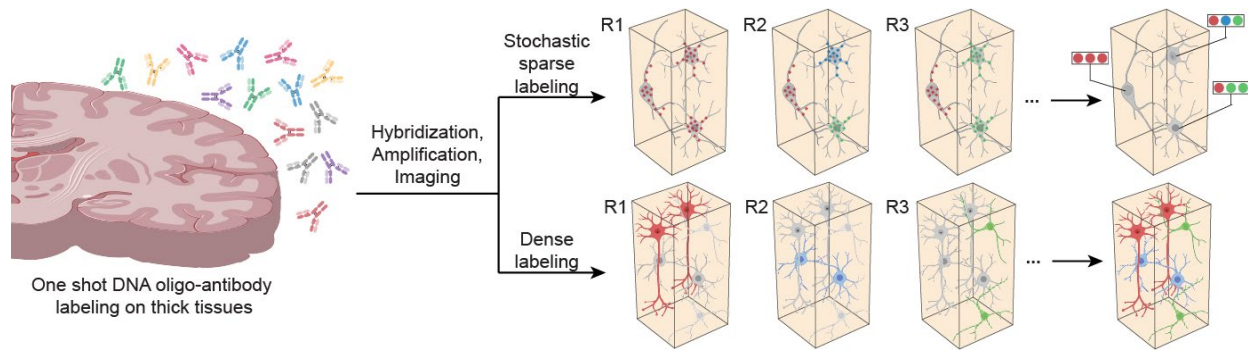 One shot DNA oligo-antibody
labeling on thick tissues
Hybridization,
Amplification,
Imaging
Stochastic
sparse
labeling
R1
R2
R3
...
Dense
labeling
R1
R2
R3
...